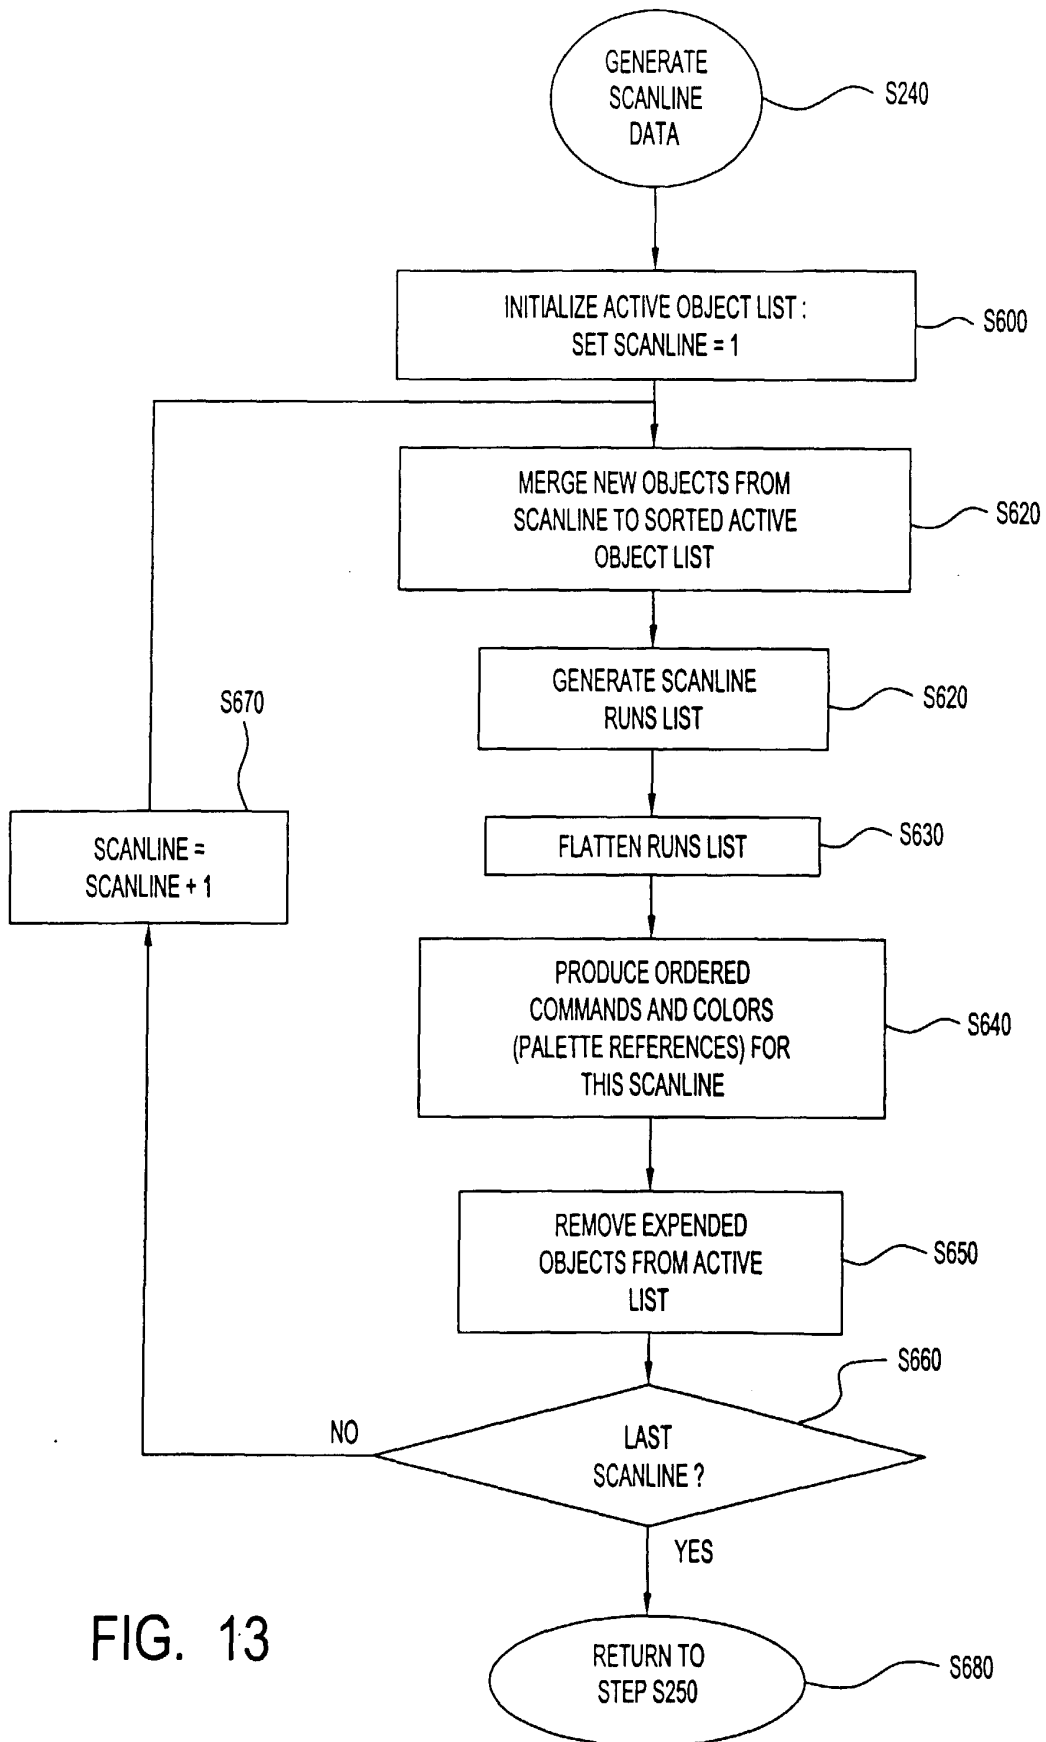 GENERATE
SCANLINE
DATA
S240
INITIALIZE ACTIVE OBJECT LIST :
SET SCANLINE = 1
S600
MERGE NEW OBJECTS FROM
SCANLINE TO SORTED ACTIVE
OBJECT LIST
S620
GENERATE SCANLINE
RUNS LIST
S620
S670
SCANLINE =
SCANLINE + 1
FLATTEN RUNS LIST
S630
PRODUCE ORDERED
COMMANDS AND COLORS
(PALETTE REFERENCES) FOR
THIS SCANLINE
S640
REMOVE EXPENDED
OBJECTS FROM ACTIVE
LIST
S650
S660
NO
LAST
SCANLINE ?
YES
FIG. 13
RETURN TO
STEP S250
S680